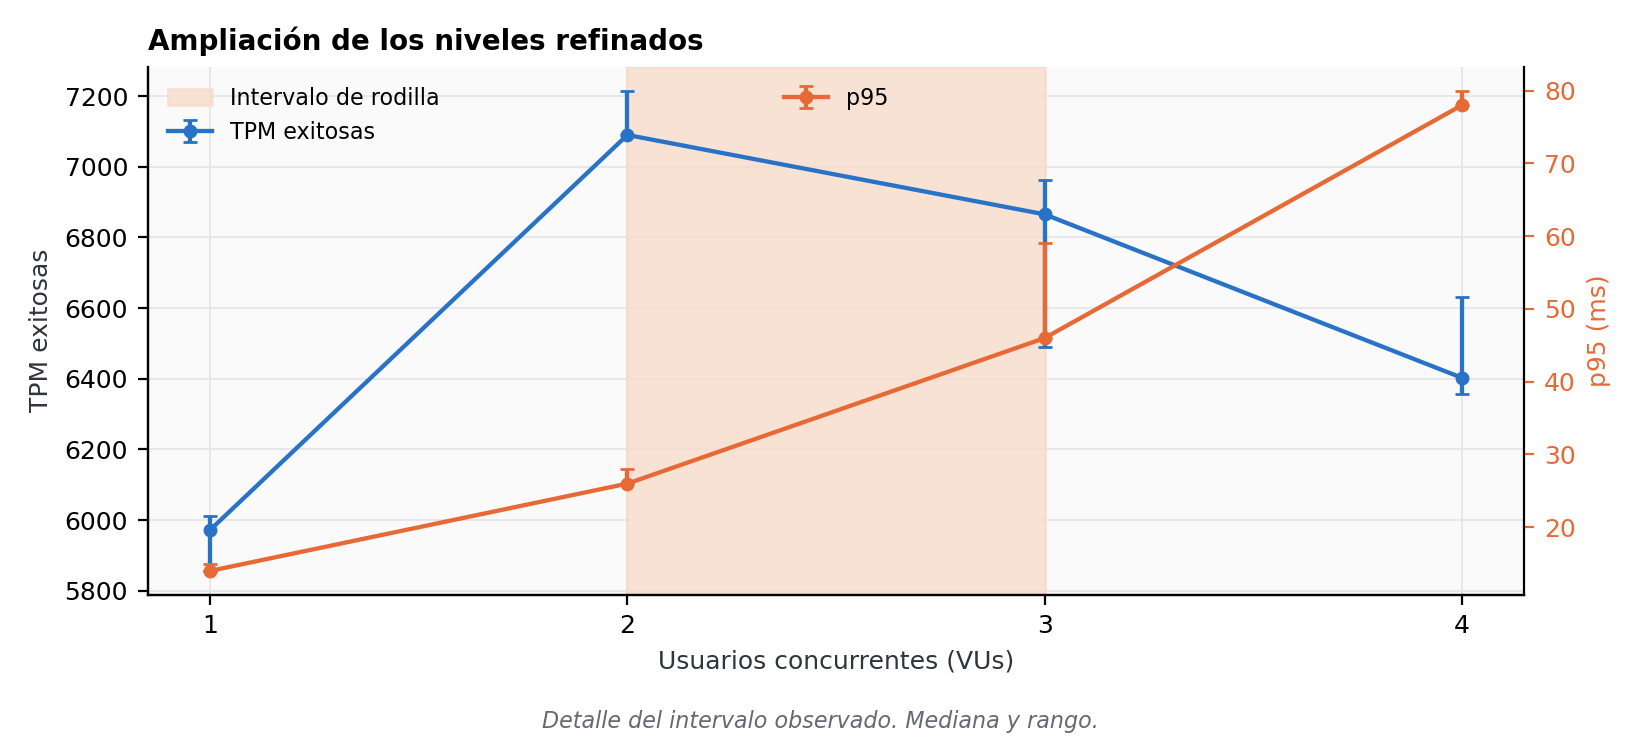 Ampliación de los niveles refinados
Intervalo de rodilla
TPM exitosas
p95
7200
7000
6800
6600
6400
6200
6000
5800
TPM exitosas
80
70
60
50
40
30
20
p95 (ms)
1 2 3 4
Usuarios concurrentes (VUs)
Detalle del intervalo observado. Mediana y rango.